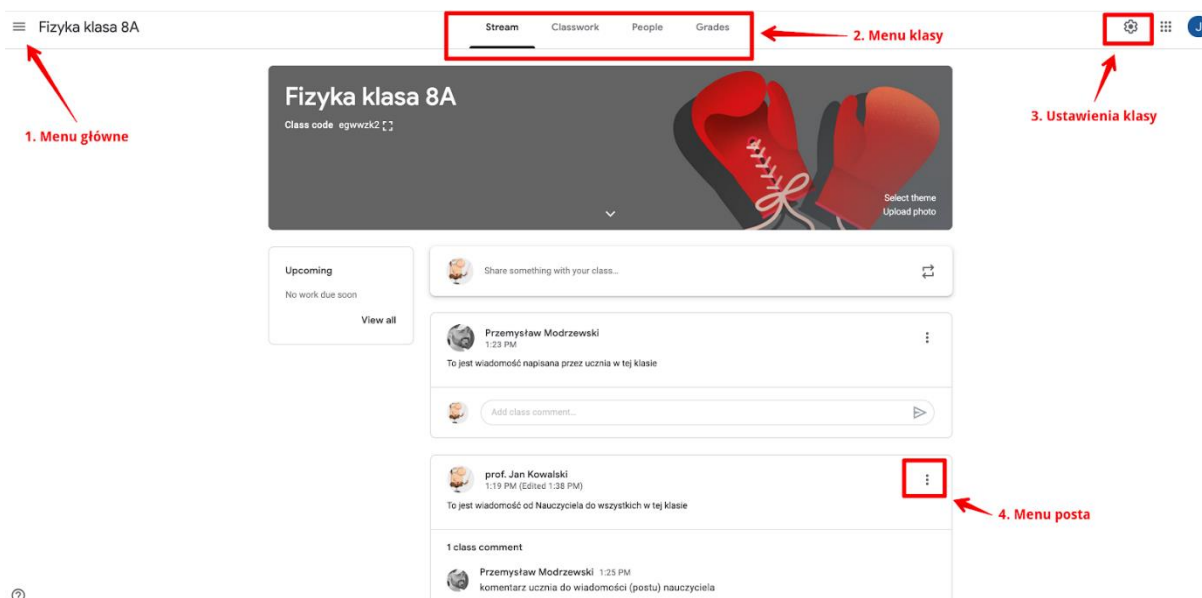 Fizyka klasa 8A
Stream Classwork People Grades
2. Menu klasy
J
1. Menu główne
3. Ustawienia klasy
Fizyka klasa 8A
Class code egwwzk2
Select theme
Upload photo
Upcoming
No work due soon
View all
Share something with your class...
Przemysław Modrzewski
1:23 PM
To jest wiadomość napisana przez ucznia w tej klasie
Add class comment...
prof. Jan Kowalski
1:19 PM (Edited 1:38 PM)
To jest wiadomość od Nauczyciela do wszystkich w tej klasie
4. Menu posta
1 class comment
Przemysław Modrzewski 1:25 PM
komentarz ucznia do wiadomości (postu) nauczyciela